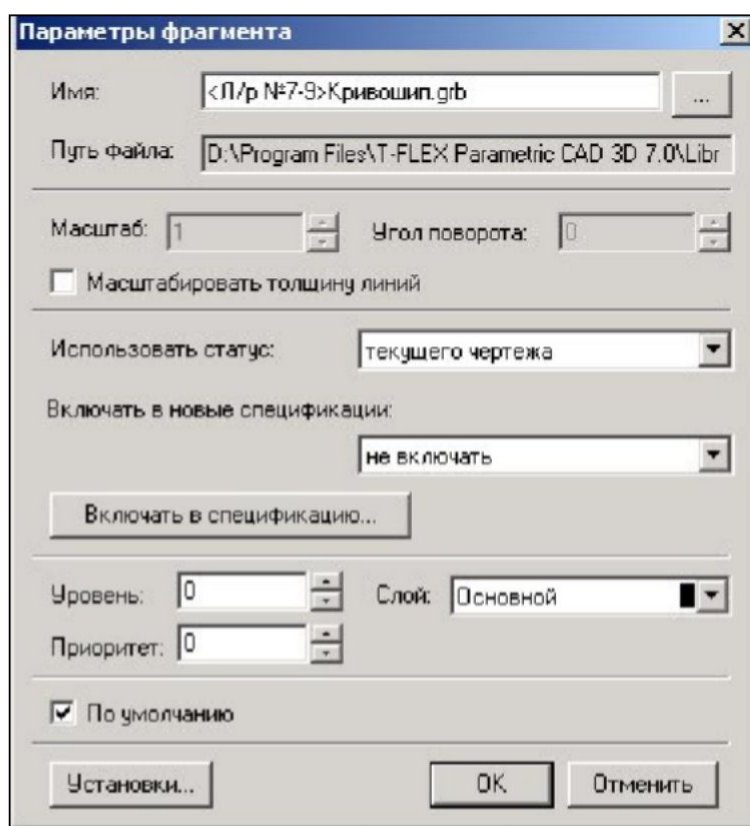 Параметры фрагмента
Имя: <Л/р №7-9>Кривошип.grb ...
Путь файла: D:\Program Files\T-FLEX Parametric CAD 3D 7.0\Libr
Масштаб: 1 Угол поворота: 0
Масштабировать толщину линий
Использовать статус: текущего чертежа
Включать в новые спецификации:
не включать
Включать в спецификацию...
Уровень: 0 Слой: Основной
Приоритет: 0
По умолчанию
Установки... OK Отменить